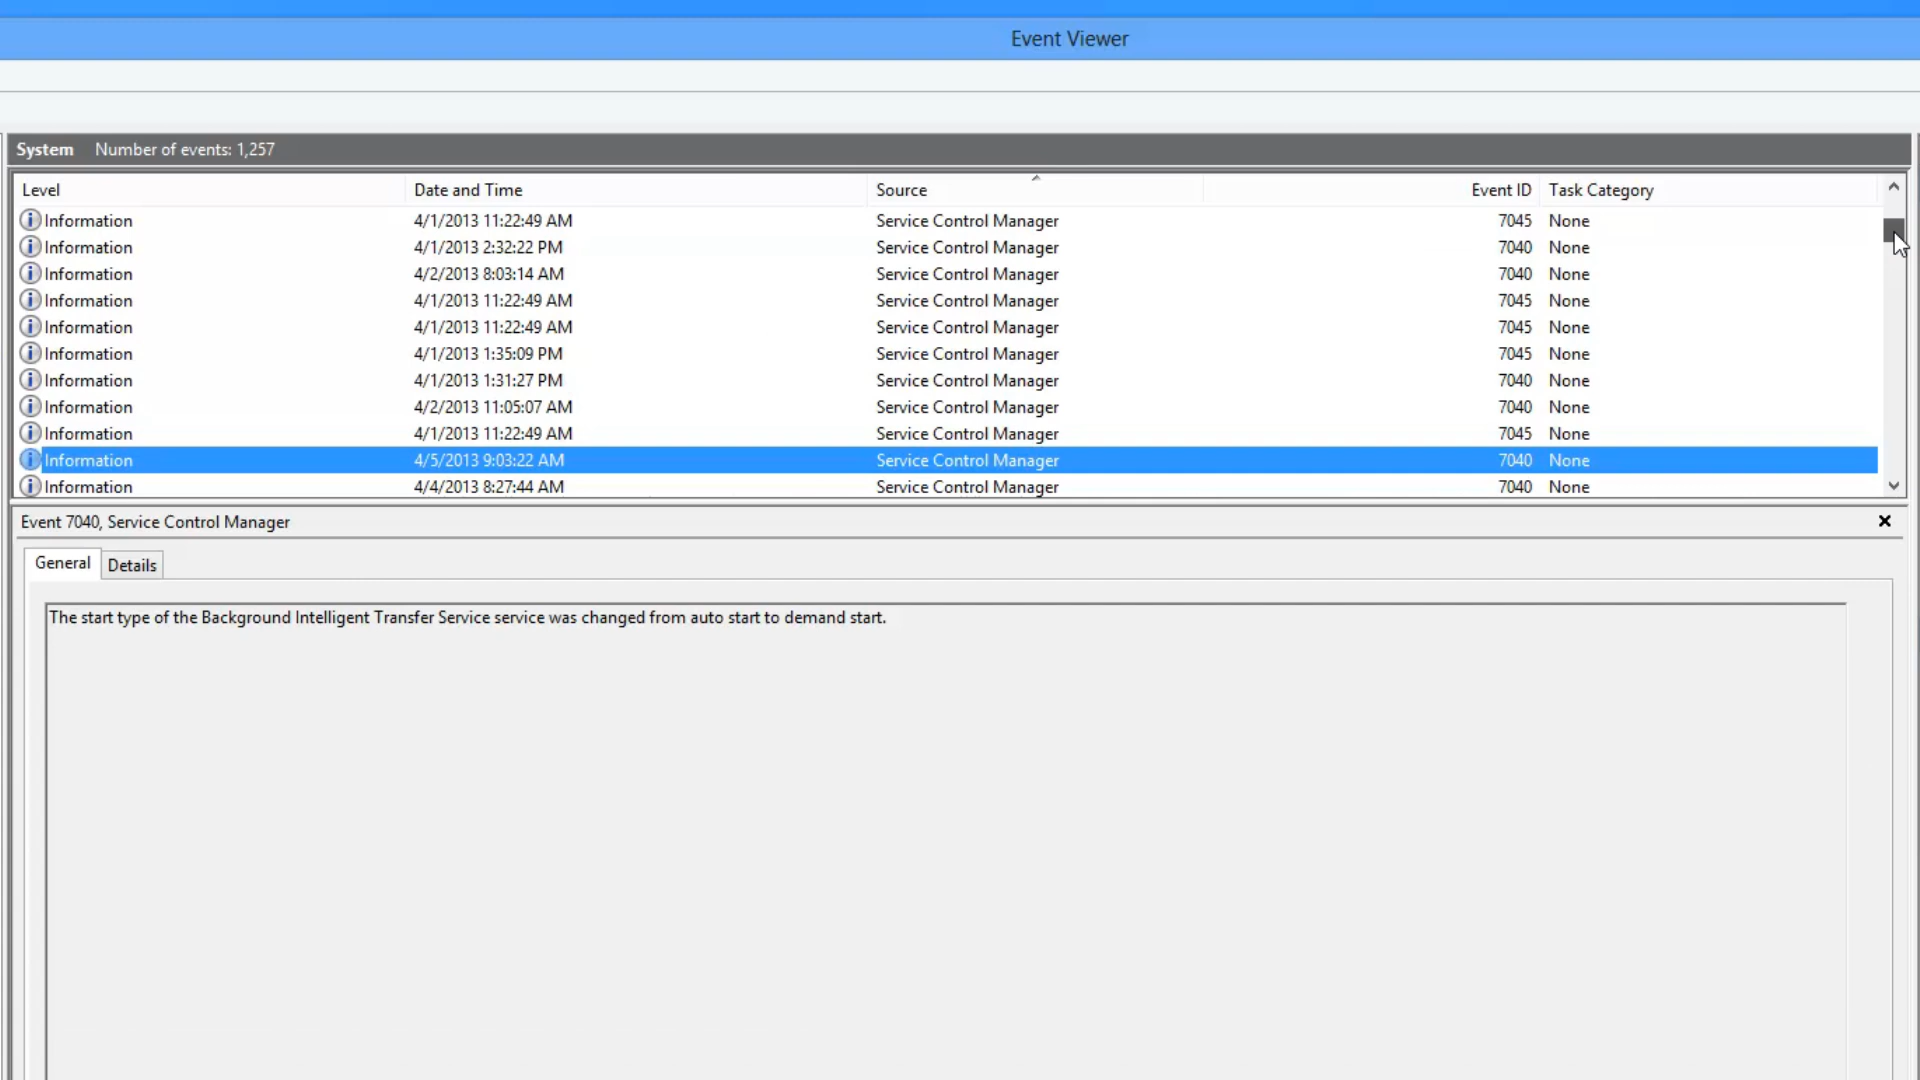 Event Viewer
System Number of events: 1,257
Level Date and Time Source Event ID Task Category
Information 4/1/2013 11:22:49 AM Service Control Manager 7045 None
Information 4/1/2013 2:32:22 PM Service Control Manager 7040 None
Information 4/2/2013 8:03:14 AM Service Control Manager 7040 None
Information 4/1/2013 11:22:49 AM Service Control Manager 7045 None
Information 4/1/2013 11:22:49 AM Service Control Manager 7045 None
Information 4/1/2013 1:35:09 PM Service Control Manager 7045 None
Information 4/1/2013 1:31:27 PM Service Control Manager 7040 None
Information 4/2/2013 11:05:07 AM Service Control Manager 7040 None
Information 4/1/2013 11:22:49 AM Service Control Manager 7045 None
Information 4/5/2013 9:03:22 AM Service Control Manager 7040 None
Information 4/4/2013 8:27:44 AM Service Control Manager 7040 None
Event 7040, Service Control Manager
General Details
The start type of the Background Intelligent Transfer Service service was changed from auto start to demand start.